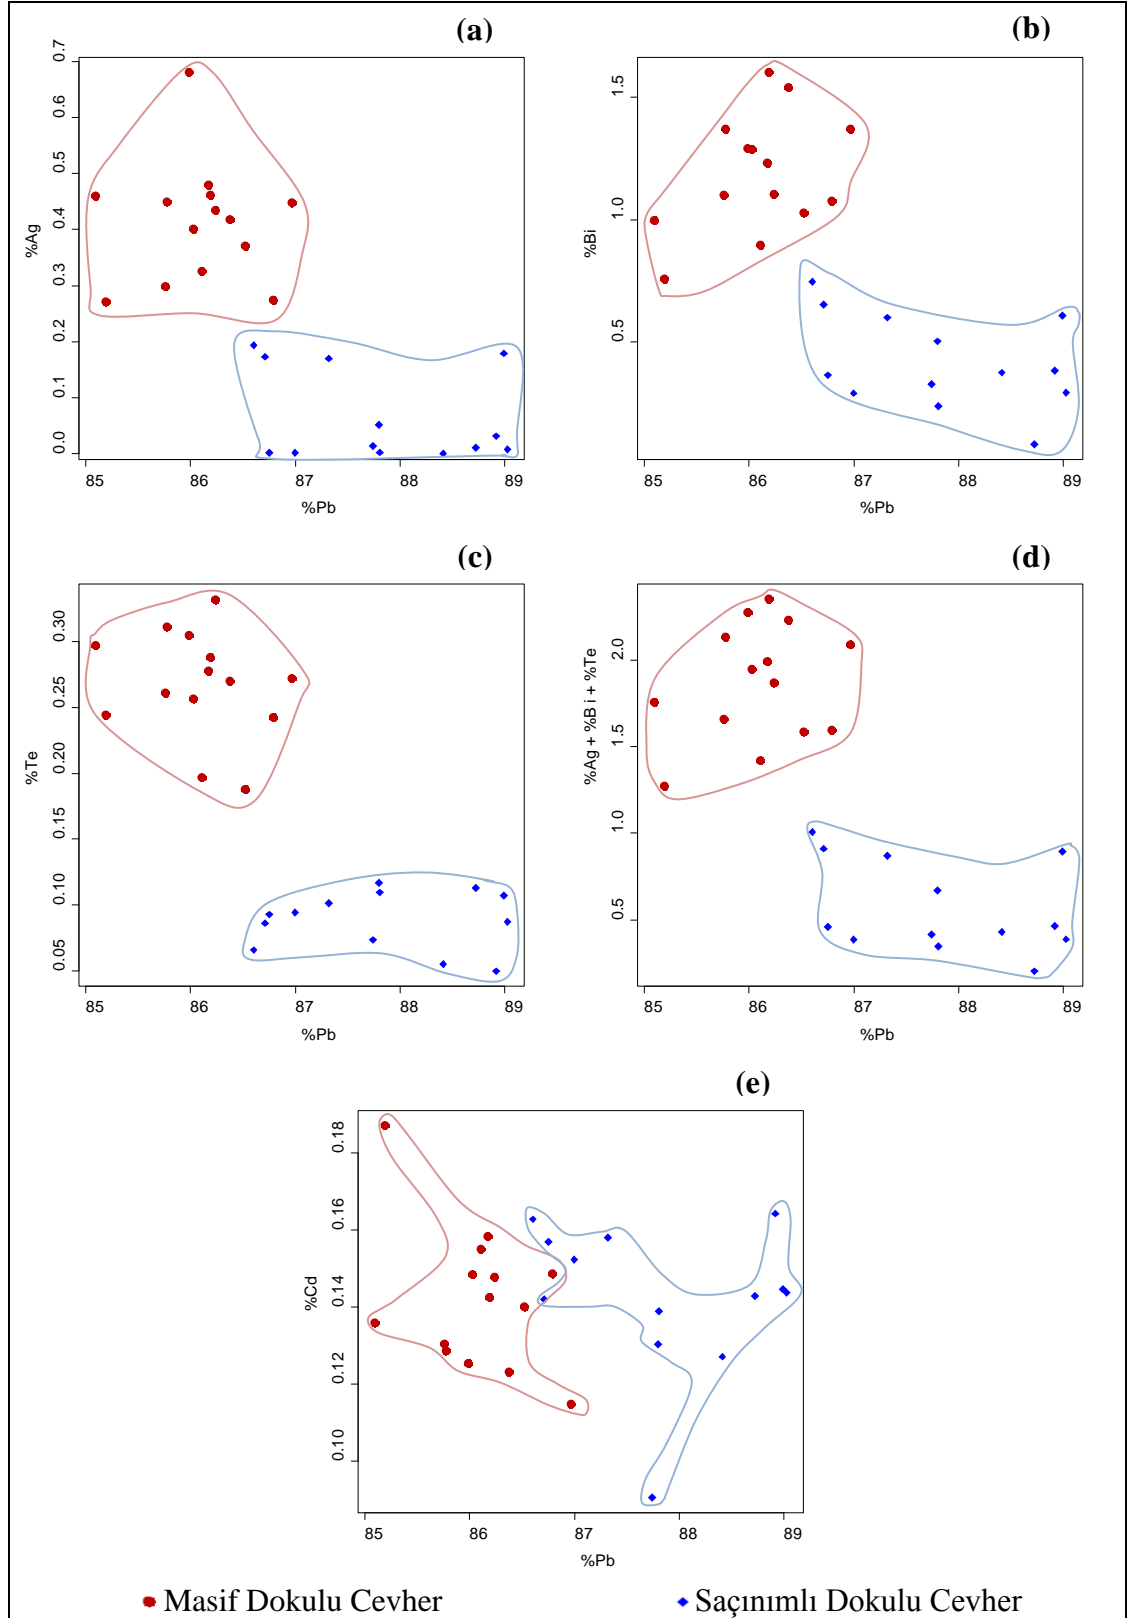 (a)
0.7
0.6
0.5
0.4
0.3
0.2
0.1
0.0
%Ag
85 86 87 88 89
%Pb
(b)
1.5
1.0
0.5
%Bi
85 86 87 88 89
%Pb
(c)
0.30
0.25
0.20
0.15
0.10
0.05
%Te
85 86 87 88 89
%Pb
(d)
2.0
1.5
1.0
0.5
%Ag + %B i + %Te
85 86 87 88 89
%Pb
(e)
0.18
0.16
0.14
0.12
0.10
%Cd
85 86 87 88 89
%Pb
Masif Dokulu Cevher Saçınımlı Dokulu Cevher